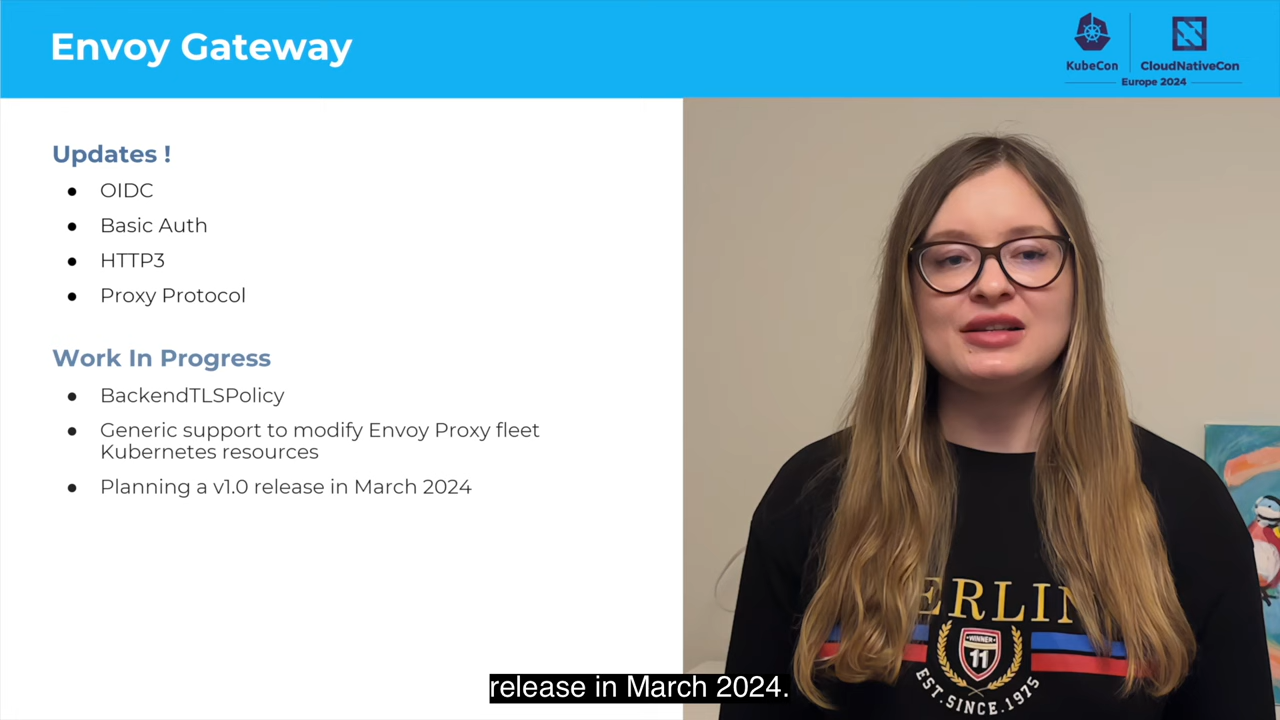 Envoy Gateway
KubeCon
CloudNativeCon
Europe 2024
Updates !
OIDC
Basic Auth
HTTP3
Proxy Protocol
Work In Progress
BackendTLSPolicy
Generic support to modify Envoy Proxy fleet
Kubernetes resources
Planning a v1.0 release in March 2024
ERLIN
WINNER
11
EST.SINCE.1975
release in March 2024.